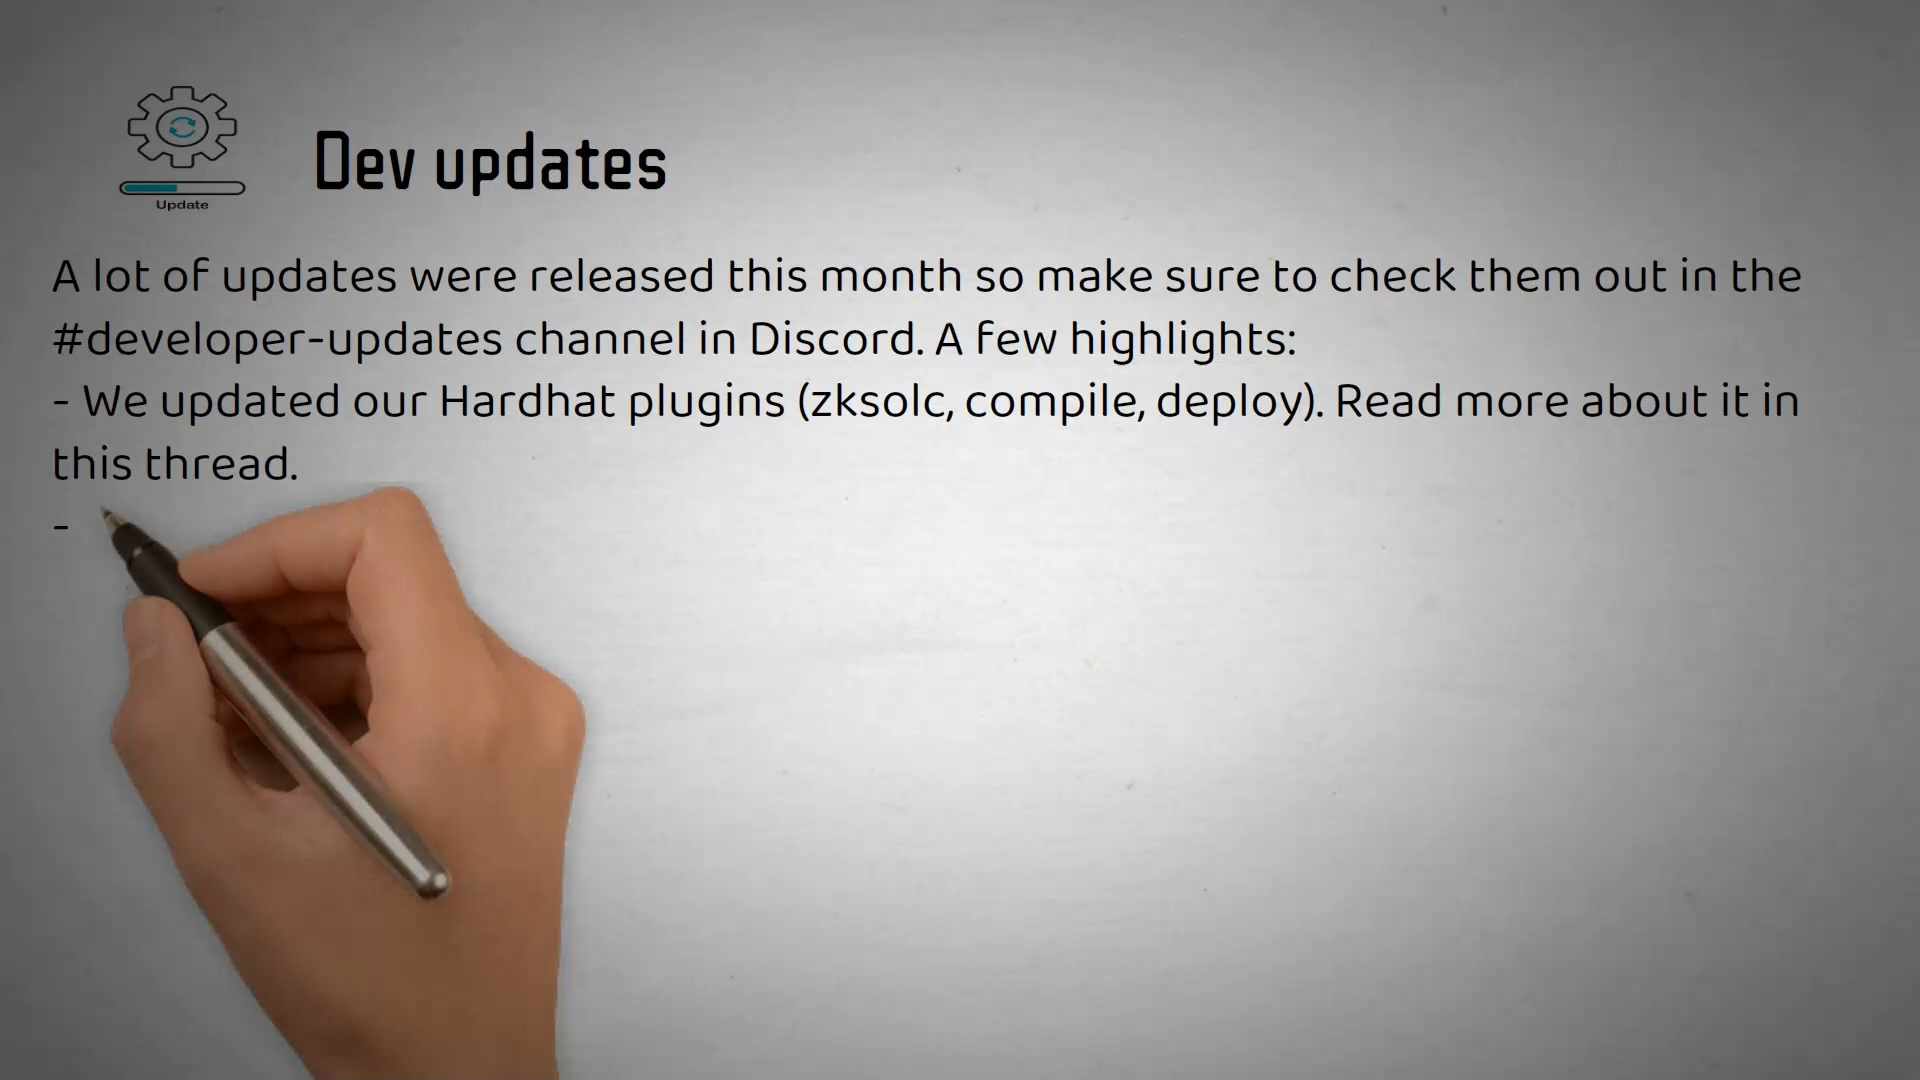 Update
Dev updates
A lot of updates were released this month so make sure to check them out in the
#developer-updates channel in Discord. A few highlights:
- We updated our Hardhat plugins (zksolc, compile, deploy). Read more about it in
this thread.
-